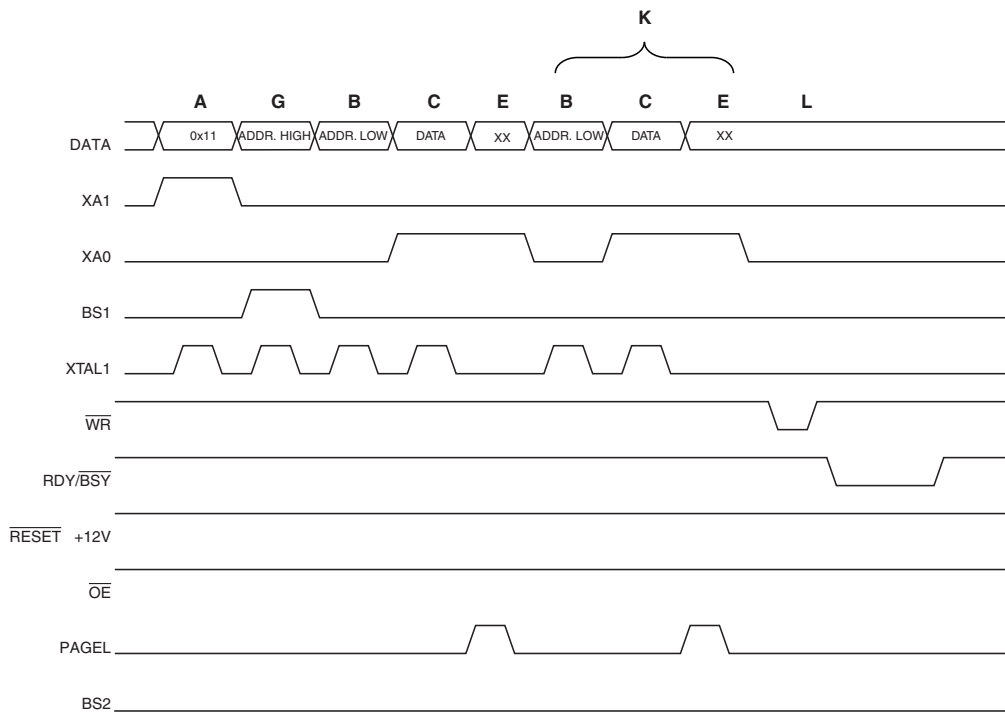 K
A G B C E B C E L
DATA 0x11 ADDR. HIGH ADDR. LOW DATA XX ADDR. LOW DATA XX
XA1
XA0
BS1
XTAL1
WR
RDY/BSY
RESET +12V
OE
PAGEL
BS2